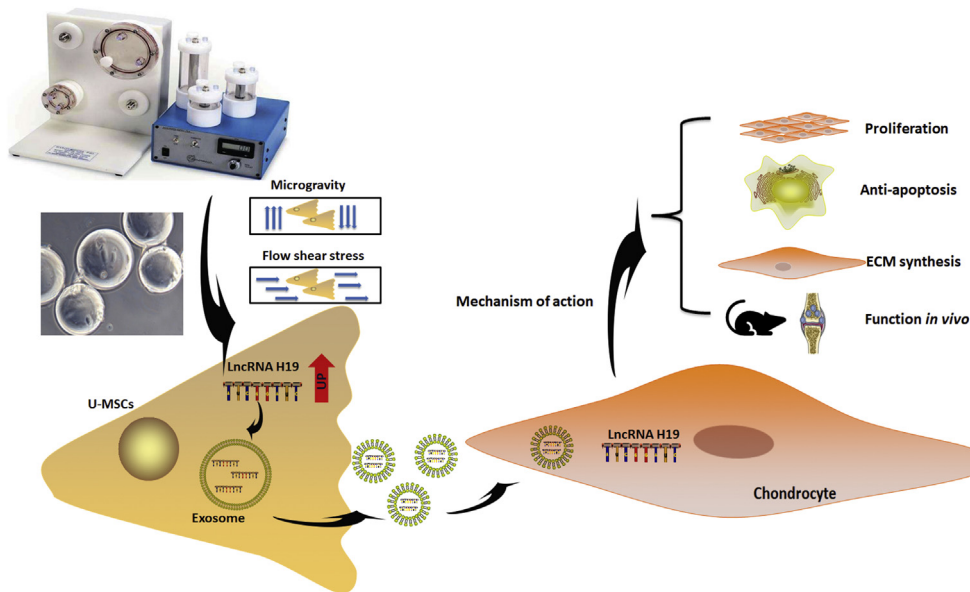 Microgravity
Flow shear stress
LncRNA H19
UP
U-MSCs
Exosome
Mechanism of action
Proliferation
Anti-apoptosis
ECM synthesis
Function in vivo
LncRNA H19
Chondrocyte